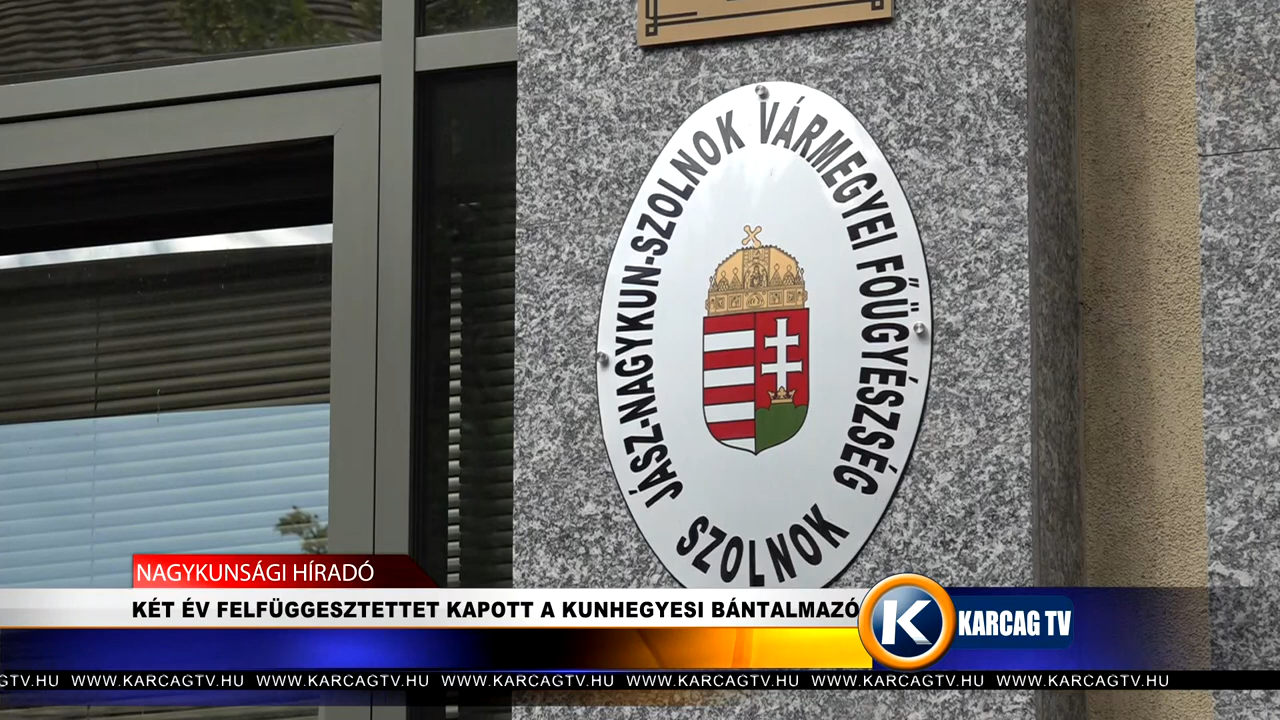 JÁSZ-NAGYKUN-SZOLNOK VÁRMEGYEI FŐÜGYÉSZSÉG
SZOLNOK
NAGYKUNSÁGI HÍRADÓ
KÉT ÉV FELFÜGGESZTETTET KAPOTT A KUNHEGYESI BÁNTALMAZÓ
K KARCAG TV
GTV.HU WWW.KARCAGTV.HU WWW.KARCAGTV.HU WWW.KARCAGTV.HU WWW.KARCAGTV.HU WWW.KARCAGTV.HU WWW.KARCAGTV.HU